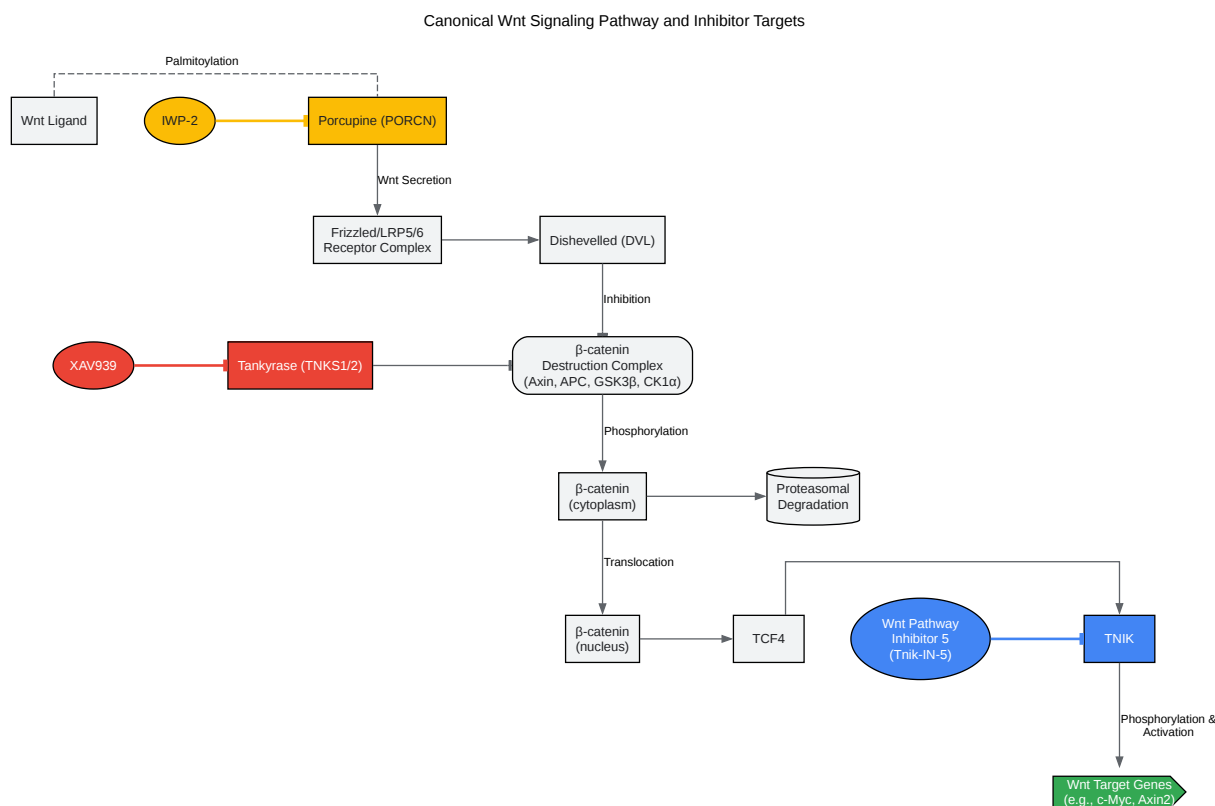 Canonical Wnt Signaling Pathway and Inhibitor Targets
Palmitoylation
Wnt Ligand
IWP-2
Porcupine (PORCN)
Wnt Secretion
Frizzled/LRP5/6
Receptor Complex
Dishevelled (DVL)
Inhibition
XAV939
Tankyrase (TNKS1/2)
β-catenin
Destruction Complex
(Axin, APC, GSK3β, CK1α)
Phosphorylation
β-catenin
(cytoplasm)
Proteasomal
Degradation
Translocation
β-catenin
(nucleus)
TCF4
Wnt Pathway
Inhibitor 5
(Tnik-IN-5)
TNIK
Phosphorylation &
Activation
Wnt Target Genes
(e.g., c-Myc, Axin2)